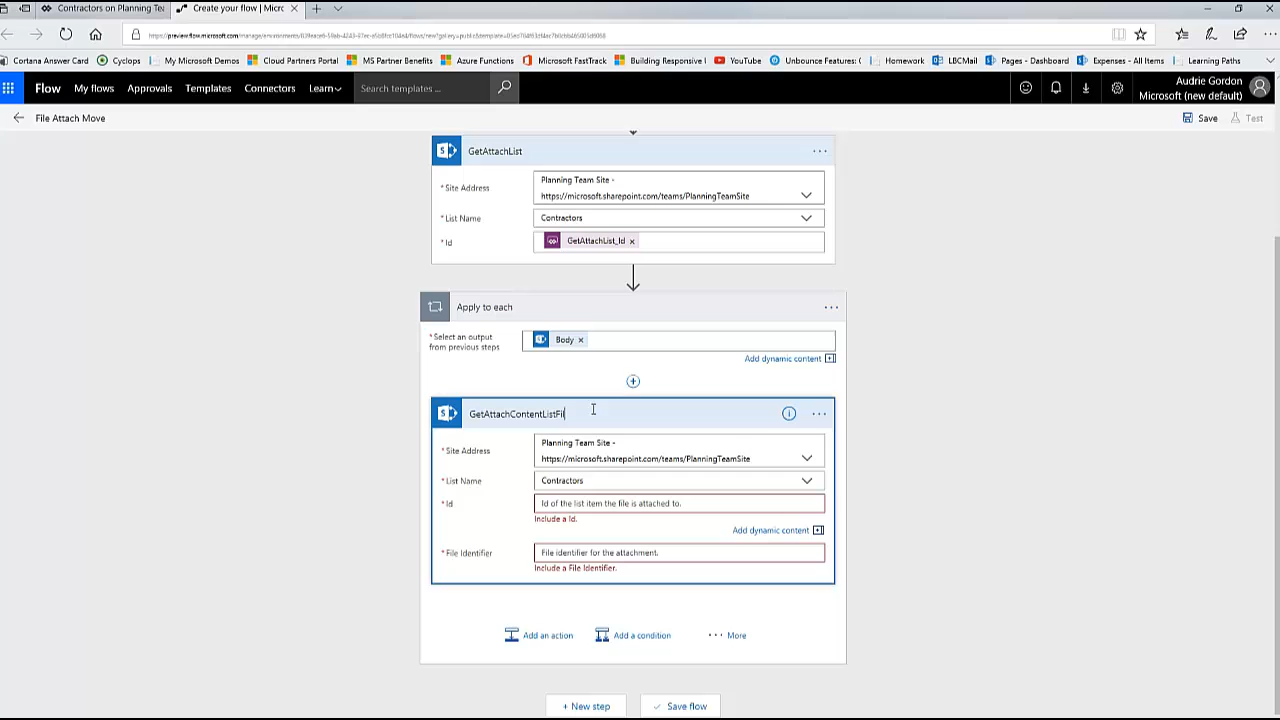 Contractors on Planning Te
Create your flow | Micr
Cortana Answer Card
Cyclops
My Microsoft Demos
Cloud Partners Portal
MS Partner Benefits
Azure Functions
Microsoft FastTrack
Building Responsive I
YouTube
Unbounce Features: (
Homework
LBCMail
Pages - Dashboard
Expenses - All Items
Learning Paths
Flow
My flows
Approvals
Templates
Connectors
Learn
Search templates ...
Audrie Gordon
Microsoft (new default)
File Attach Move
Save
Test
GetAttachList
* Site Address
Planning Team Site -
https://microsoft.sharepoint.com/teams/PlanningTeamSite
* List Name
Contractors
* Id
GetAttachList_Id x
Apply to each
* Select an output
from previous steps
Body x
Add dynamic content
GetAttachContentListFil
* Site Address
Planning Team Site -
https://microsoft.sharepoint.com/teams/PlanningTeamSite
* List Name
Contractors
* Id
Id of the list item the file is attached to.
Include a Id.
Add dynamic content
* File Identifier
File identifier for the attachment.
Include a File Identifier.
Add an action
Add a condition
... More
+ New step
Save flow